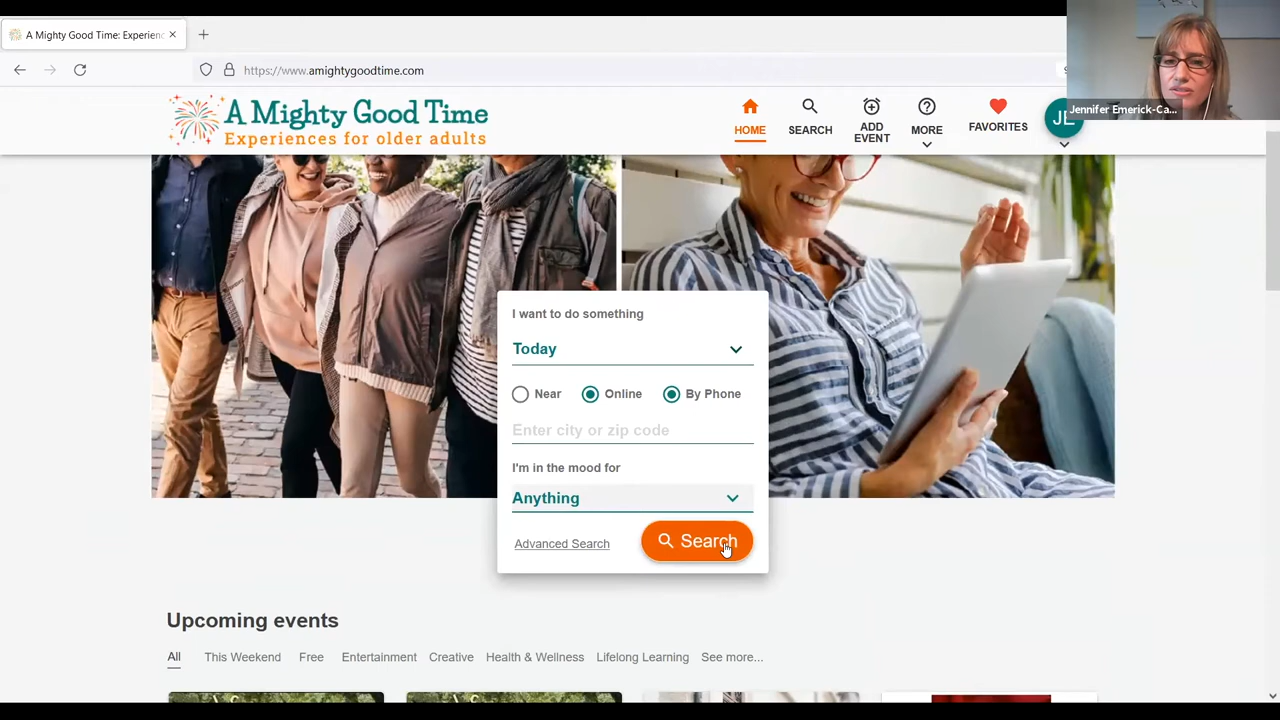 A Mighty Good Time: Experienc
https://www.amightygoodtime.com
Jennifer Emerick-Ca...
A Mighty Good Time
Experiences for older adults
HOME
SEARCH
ADD
EVENT
MORE
FAVORITES
JE
I want to do something
Today
Near Online By Phone
Enter city or zip code
I'm in the mood for
Anything
Advanced Search
Search
Upcoming events
All This Weekend Free Entertainment Creative Health & Wellness Lifelong Learning See more...